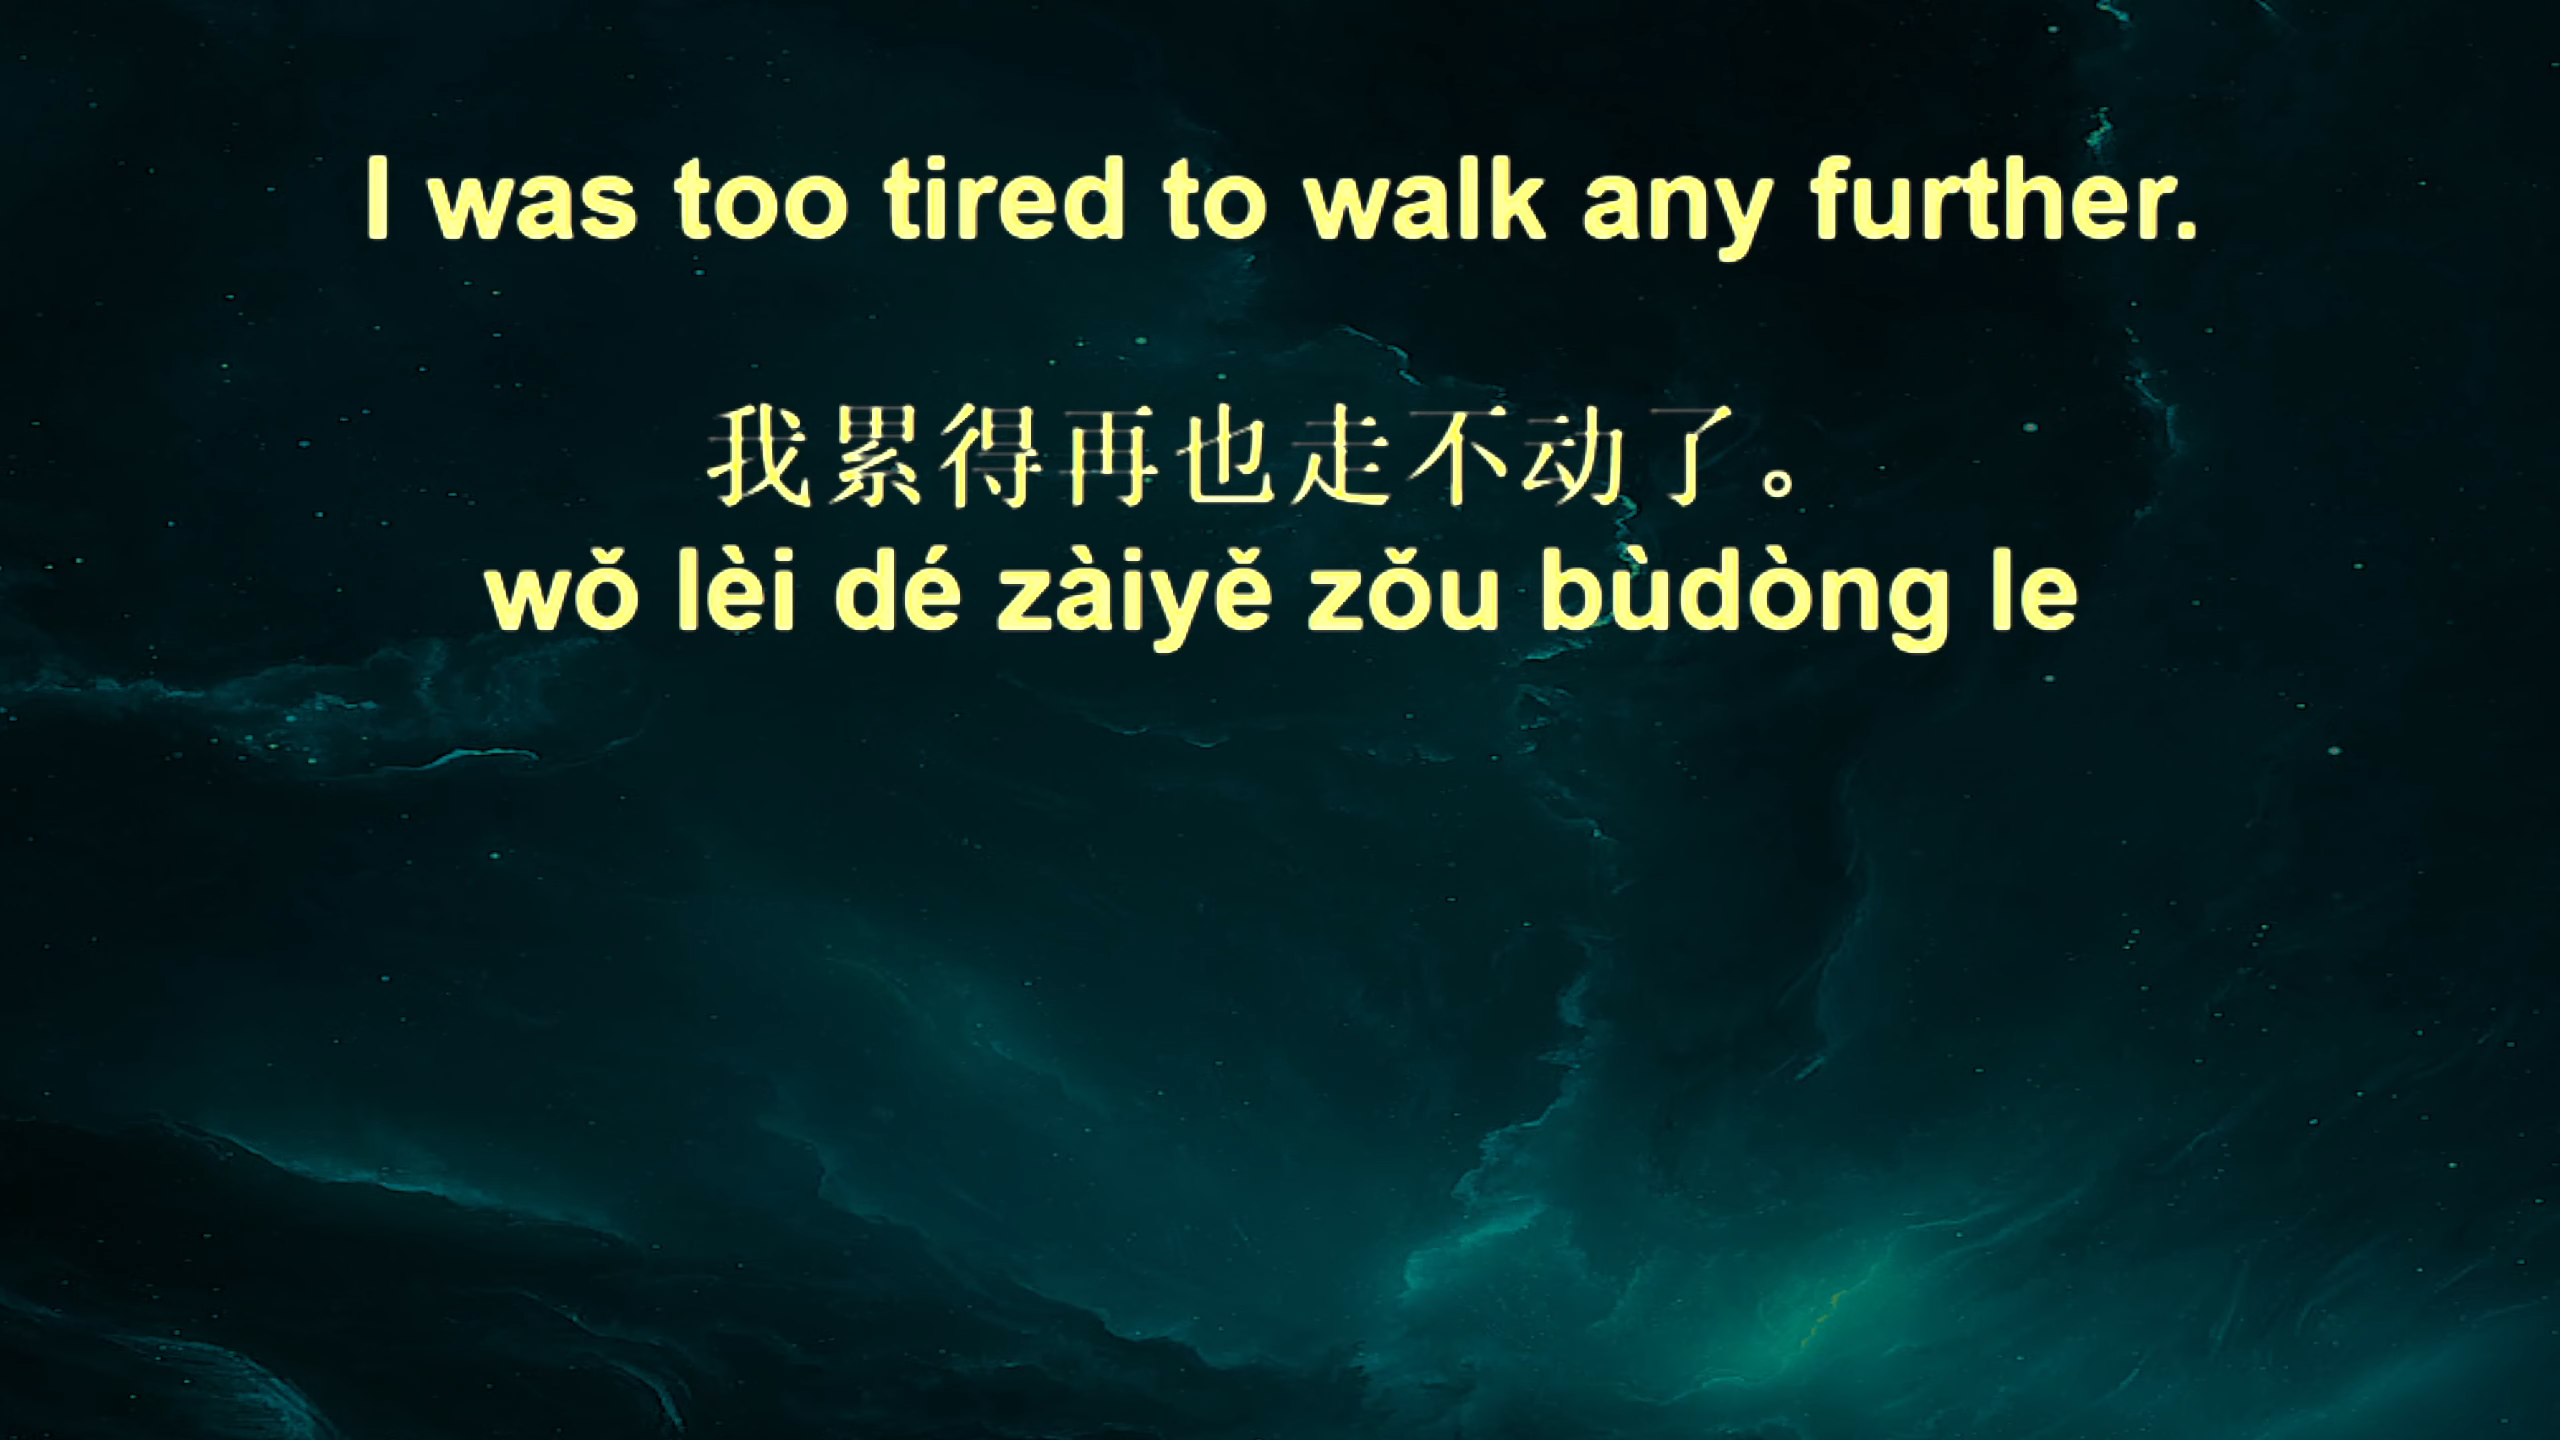 I was too tired to walk any further.
我累得再也走不动了。
wǒ lèi dé zàiyě zǒu bùdòng le